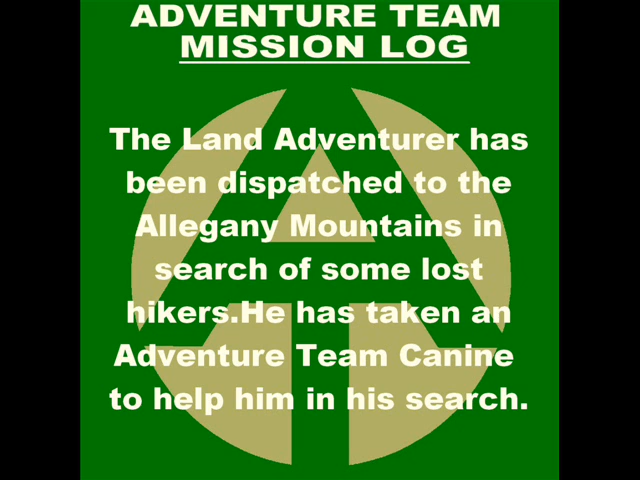 ADVENTURE TEAM
MISSION LOG
The Land Adventurer has
been dispatched to the
Allegany Mountains in
search of some lost
hikers.He has taken an
Adventure Team Canine
to help him in his search.